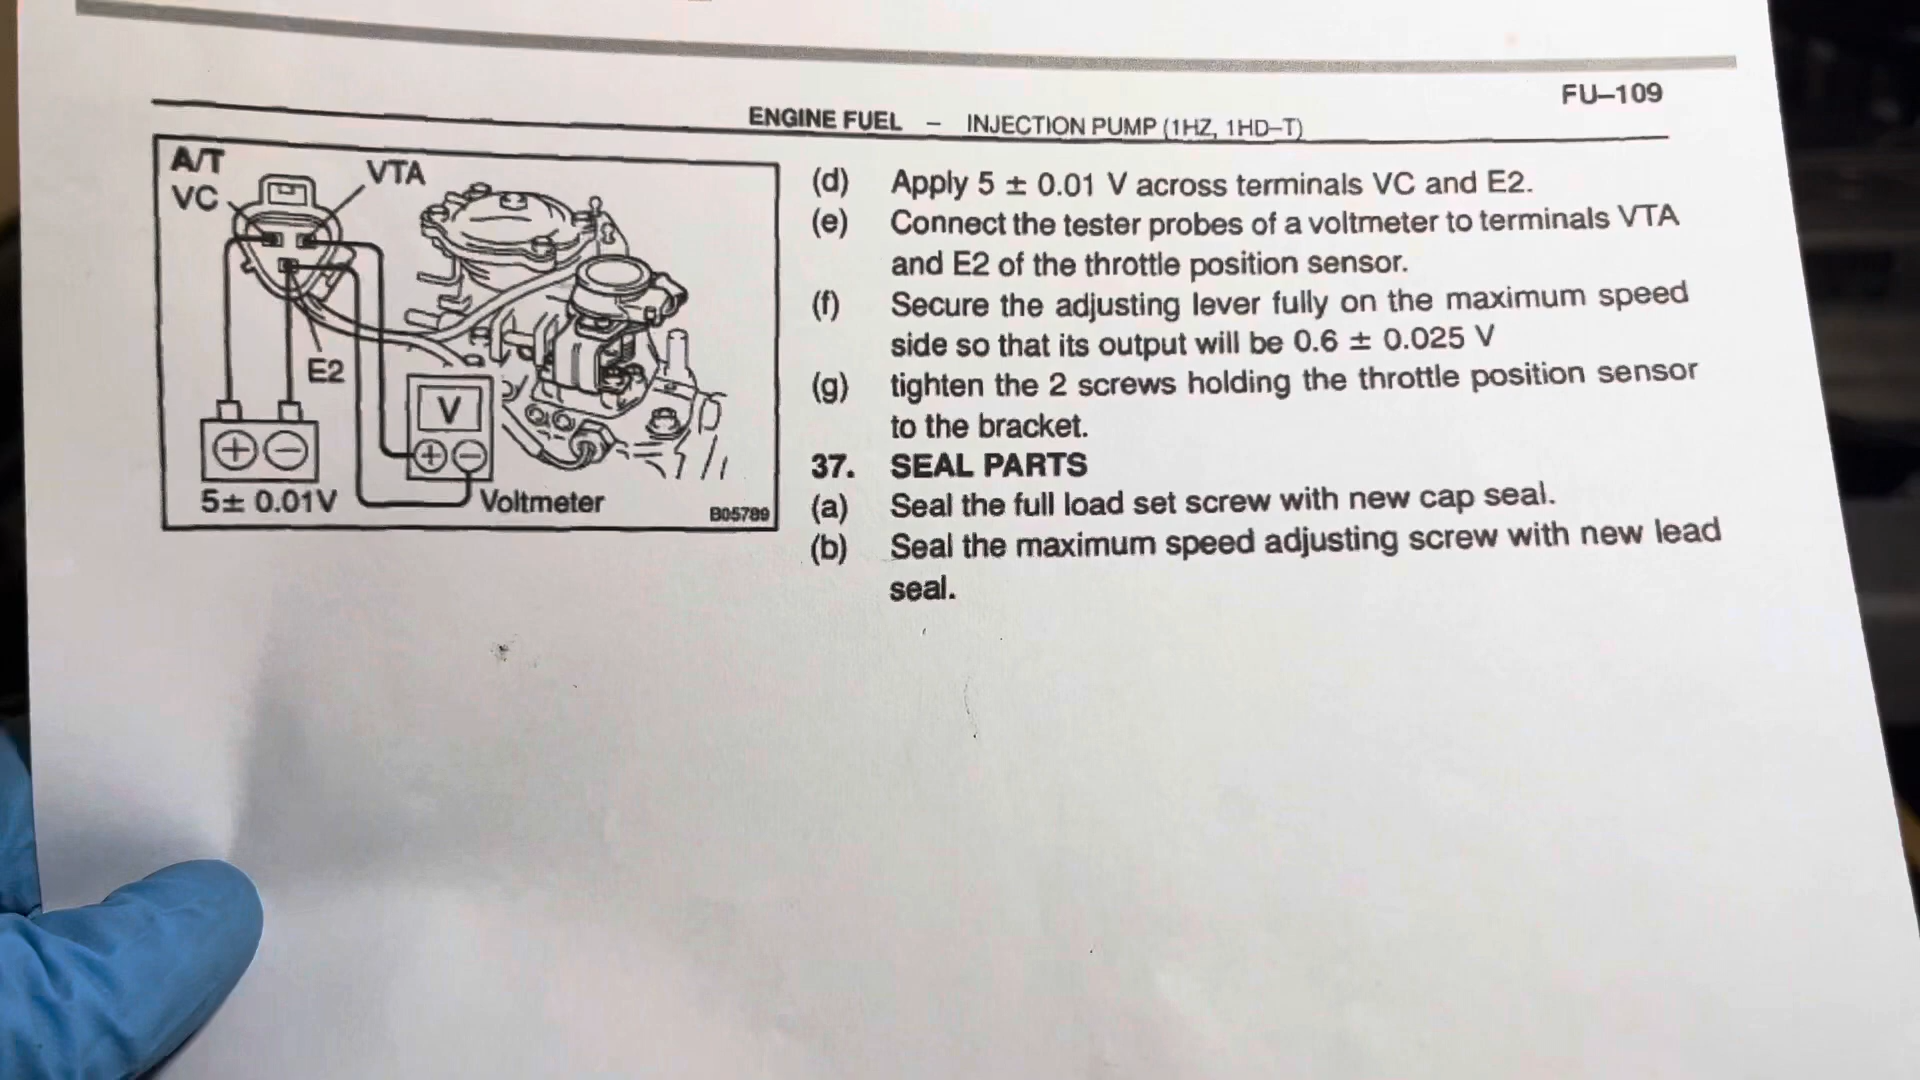 FU–109
ENGINE FUEL – INJECTION PUMP (1HZ, 1HD–T)
A/T
VC
VTA
E2
V
+ −
+ −
5± 0.01V
Voltmeter
B05789
(d) Apply 5 ± 0.01 V across terminals VC and E2.
(e) Connect the tester probes of a voltmeter to terminals VTA
and E2 of the throttle position sensor.
(f) Secure the adjusting lever fully on the maximum speed
side so that its output will be 0.6 ± 0.025 V
(g) tighten the 2 screws holding the throttle position sensor
to the bracket.
37. SEAL PARTS
(a) Seal the full load set screw with new cap seal.
(b) Seal the maximum speed adjusting screw with new lead
seal.